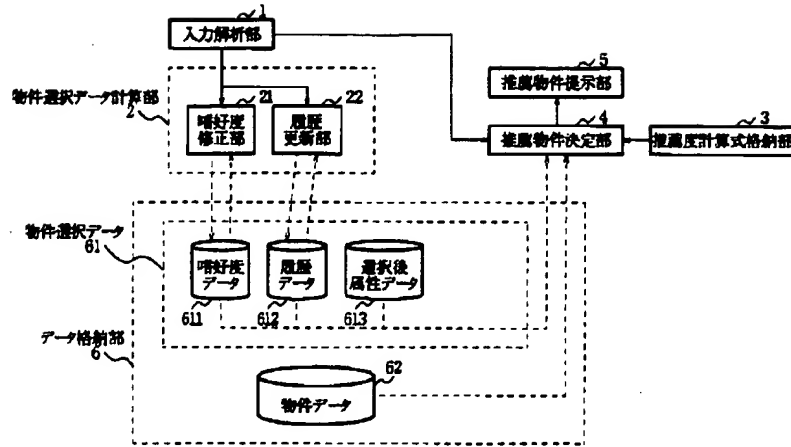 1
入力解析部
5
推薦物件提示部
物件選択データ計算部
2
21
22
嗜好度
修正部
履歴
更新部
4
推薦物件決定部
3
推薦度計算式格納部
物件選択データ
61
嗜好度
データ
611
履歴
データ
612
選択後
属性データ
613
データ格納部
6
62
物件データ